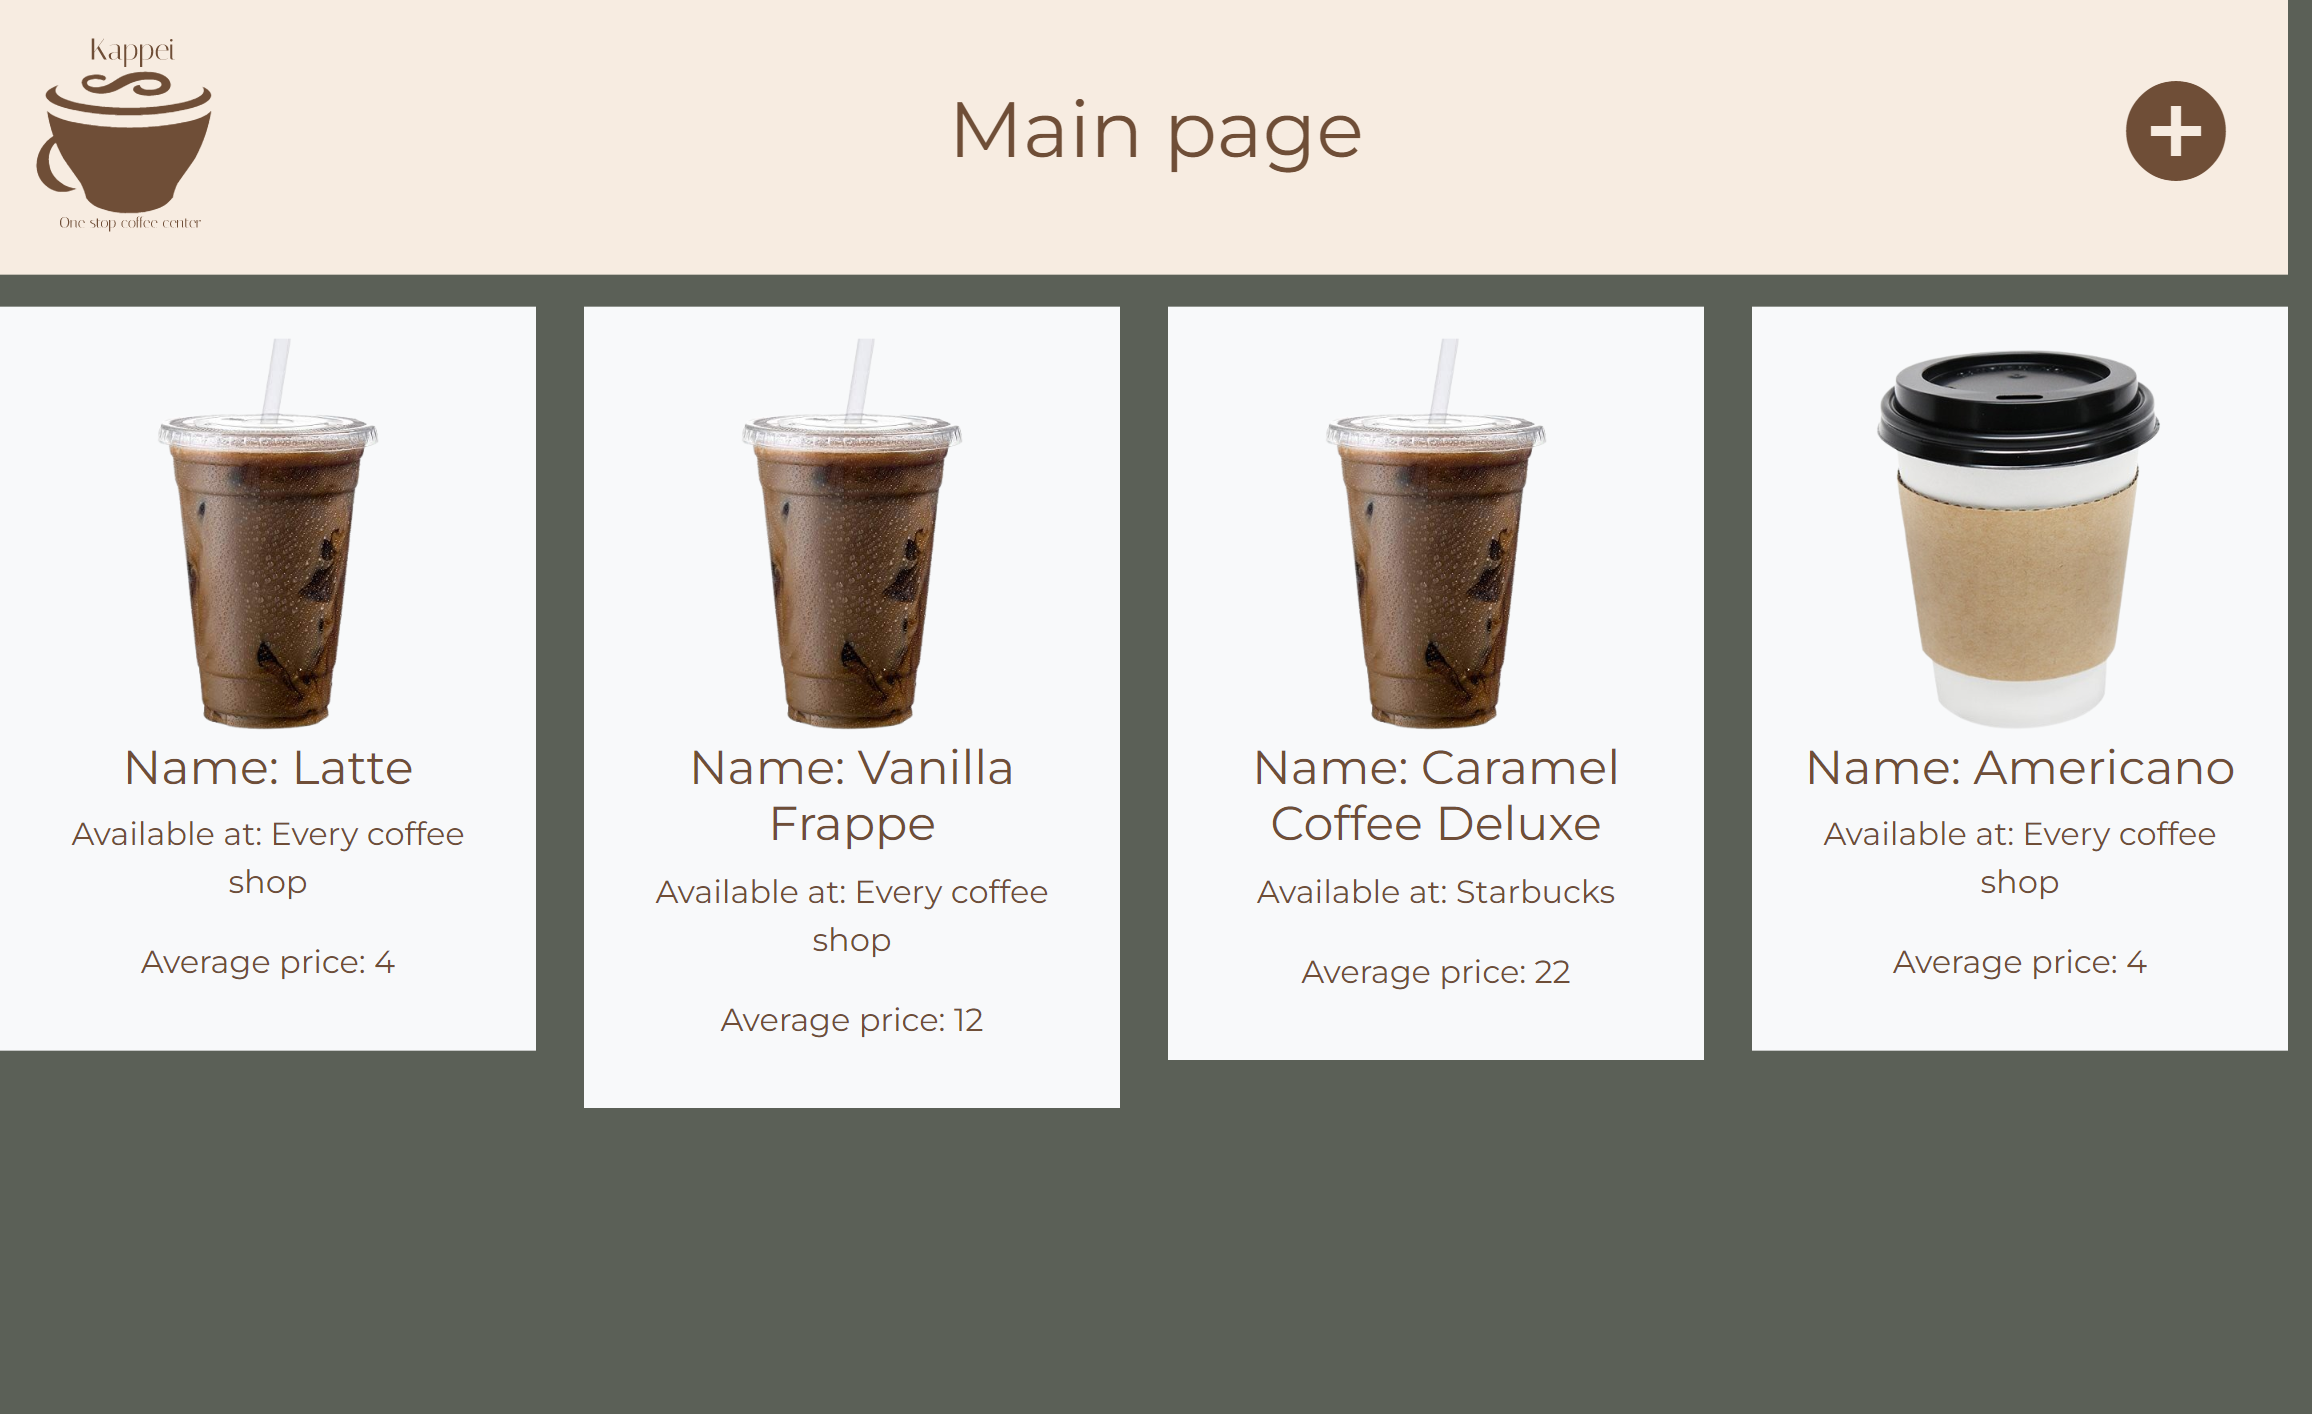 Kappei
One stop coffee center
Main page
Name: Latte
Available at: Every coffee
shop
Average price: 4
Name: Vanilla
Frappe
Available at: Every coffee
shop
Average price: 12
Name: Caramel
Coffee Deluxe
Available at: Starbucks
Average price: 22
Name: Americano
Available at: Every coffee
shop
Average price: 4